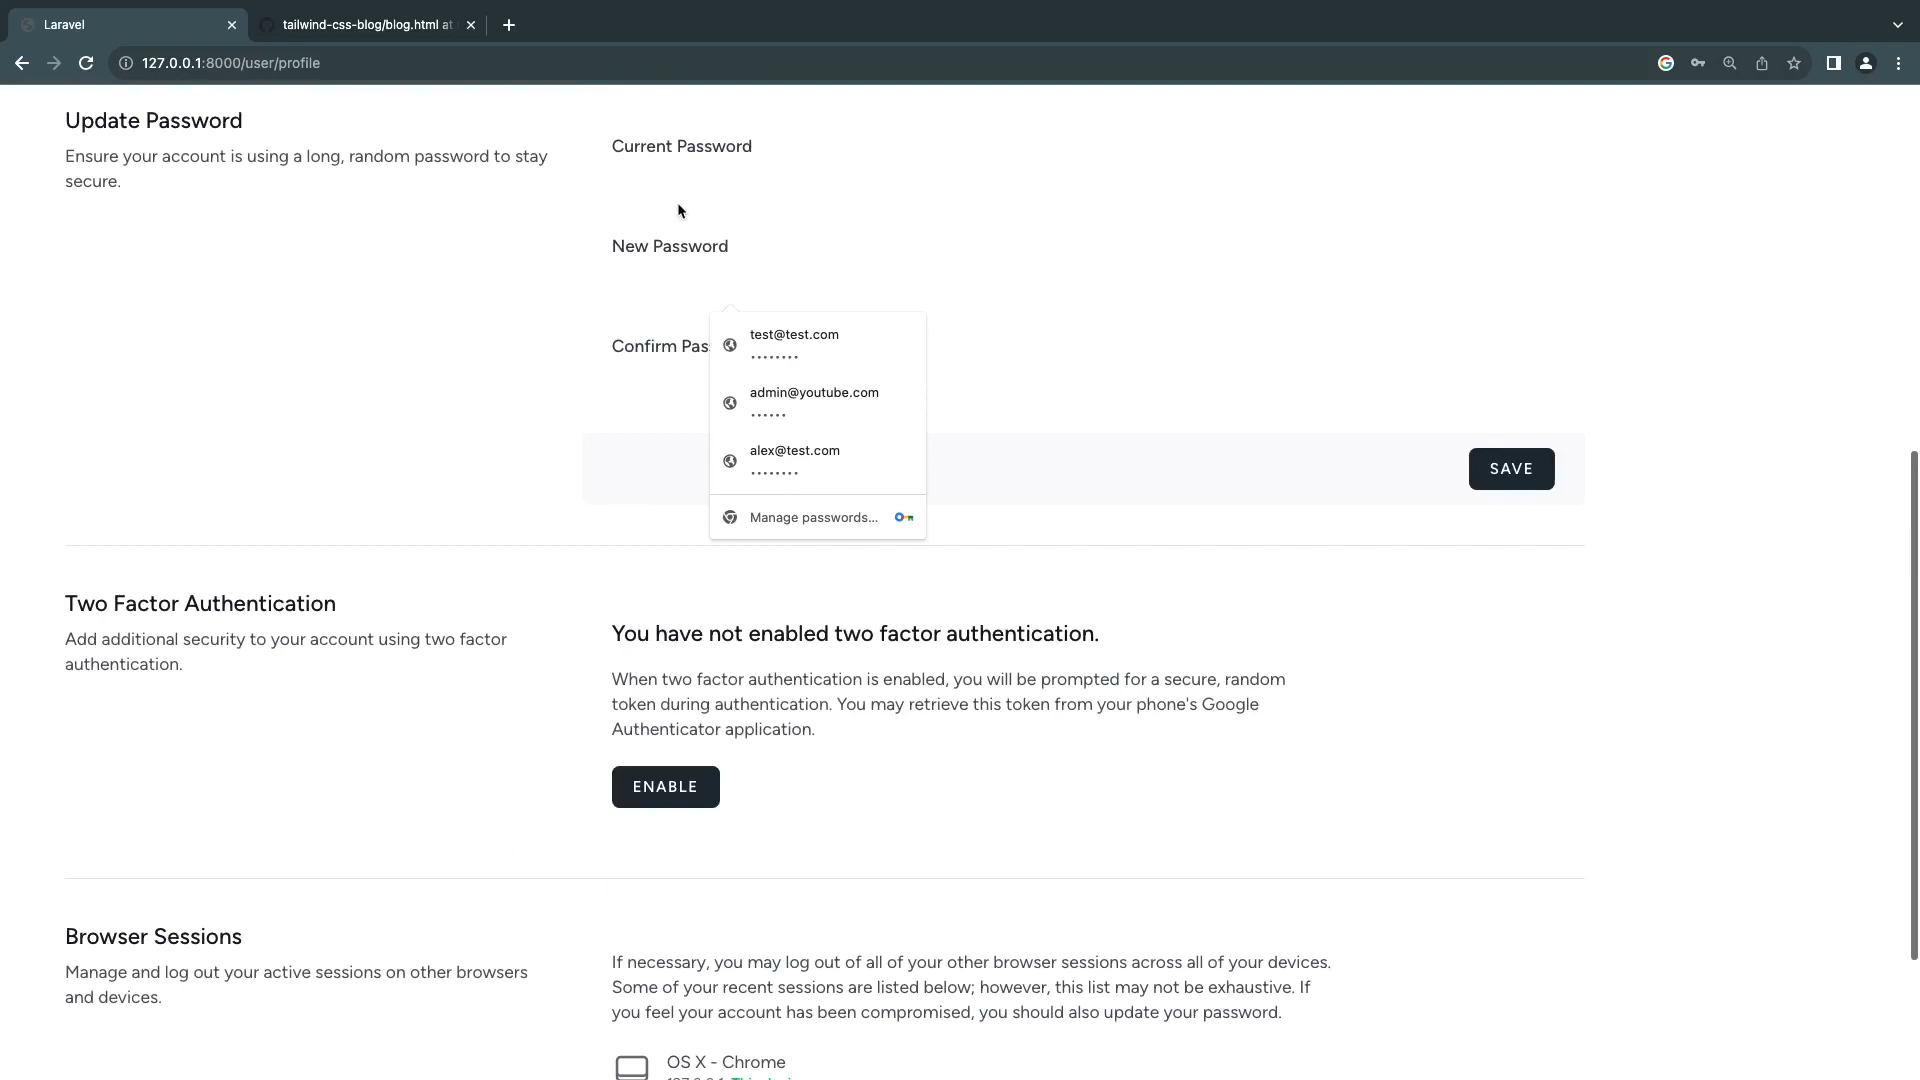 Laravel
tailwind-css-blog/blog.html at
127.0.0.1:8000/user/profile
Update Password
Ensure your account is using a long, random password to stay
secure.
Current Password
New Password
Confirm Pas
test@test.com
••••••••
admin@youtube.com
••••••
alex@test.com
••••••••
Manage passwords...
SAVE
Two Factor Authentication
Add additional security to your account using two factor
authentication.
You have not enabled two factor authentication.
When two factor authentication is enabled, you will be prompted for a secure, random
token during authentication. You may retrieve this token from your phone's Google
Authenticator application.
ENABLE
Browser Sessions
Manage and log out your active sessions on other browsers
and devices.
If necessary, you may log out of all of your other browser sessions across all of your devices.
Some of your recent sessions are listed below; however, this list may not be exhaustive. If
you feel your account has been compromised, you should also update your password.
OS X - Chrome